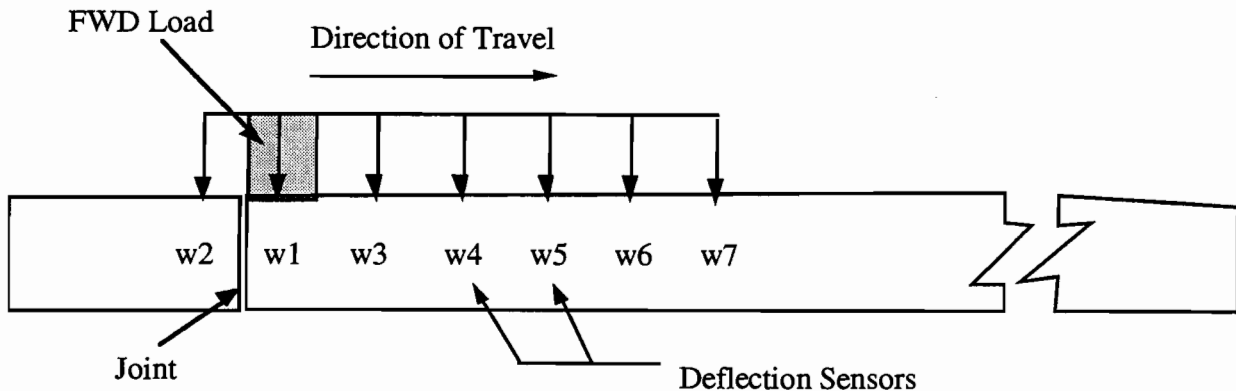 FWD Load
Direction of Travel
w2 w1 w3 w4 w5 w6 w7
Joint
Deflection Sensors